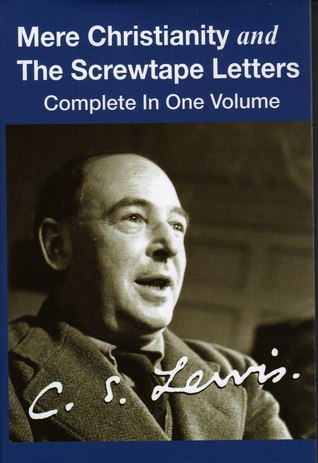 Mere Christianity and
The Screwtape Letters
Complete In One Volume
C. S. Lewis.